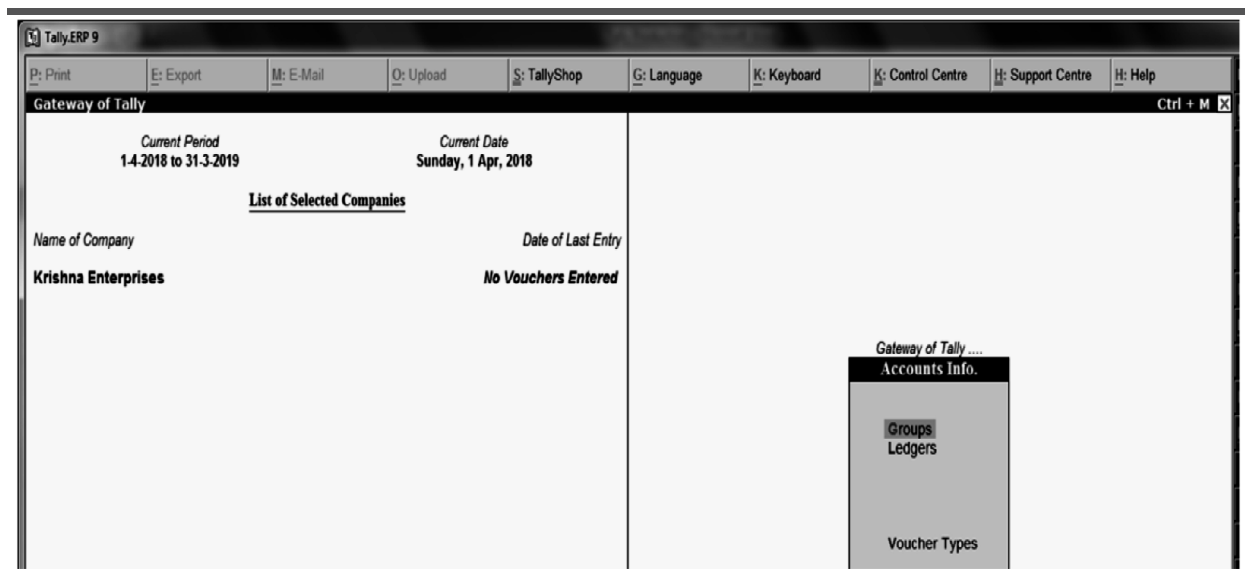 Tally.ERP 9
P: Print E: Export M: E-Mail O: Upload S: TallyShop G: Language K: Keyboard K: Control Centre H: Support Centre H: Help
Gateway of Tally Ctrl + M X
Current Period Current Date
1-4-2018 to 31-3-2019 Sunday, 1 Apr, 2018
List of Selected Companies
Name of Company Date of Last Entry
Krishna Enterprises No Vouchers Entered
Gateway of Tally ....
Accounts Info.
Groups
Ledgers
Voucher Types